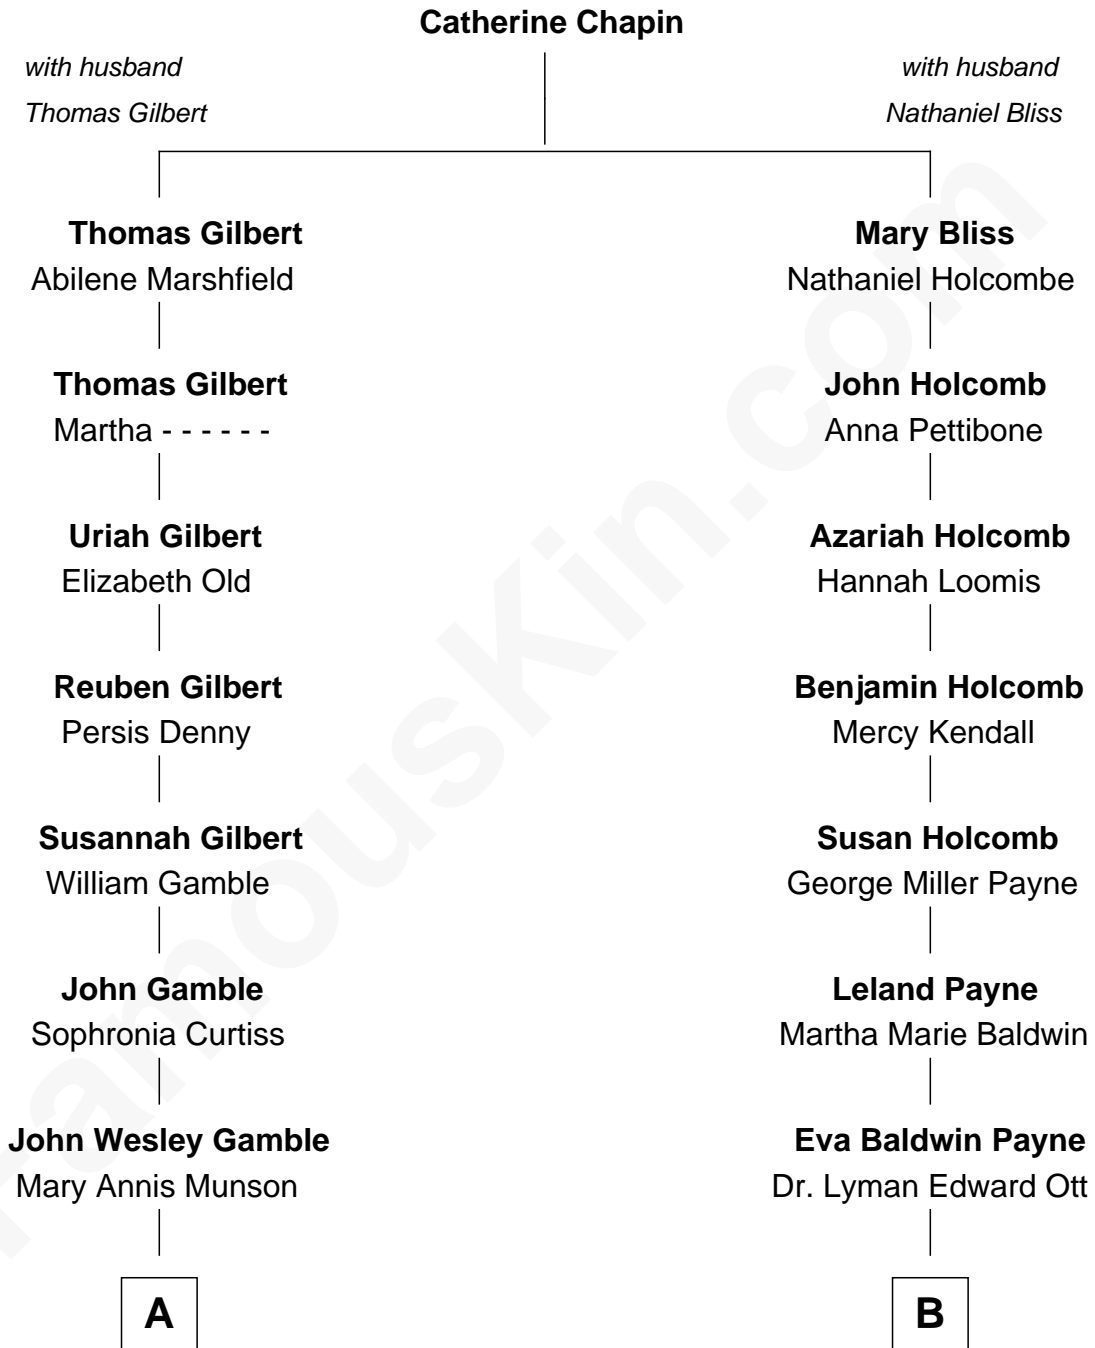 Catherine Chapin
with husband
Thomas Gilbert
with husband
Nathaniel Bliss
Thomas Gilbert
Abilene Marshfield
Mary Bliss
Nathaniel Holcombe
Thomas Gilbert
Martha - - - - - -
John Holcomb
Anna Pettibone
Uriah Gilbert
Elizabeth Old
Azariah Holcomb
Hannah Loomis
Reuben Gilbert
Persis Denny
Benjamin Holcomb
Mercy Kendall
Susannah Gilbert
William Gamble
Susan Holcomb
George Miller Payne
John Gamble
Sophronia Curtiss
Leland Payne
Martha Marie Baldwin
John Wesley Gamble
Mary Annis Munson
Eva Baldwin Payne
Dr. Lyman Edward Ott
A
B
FamousKin.com